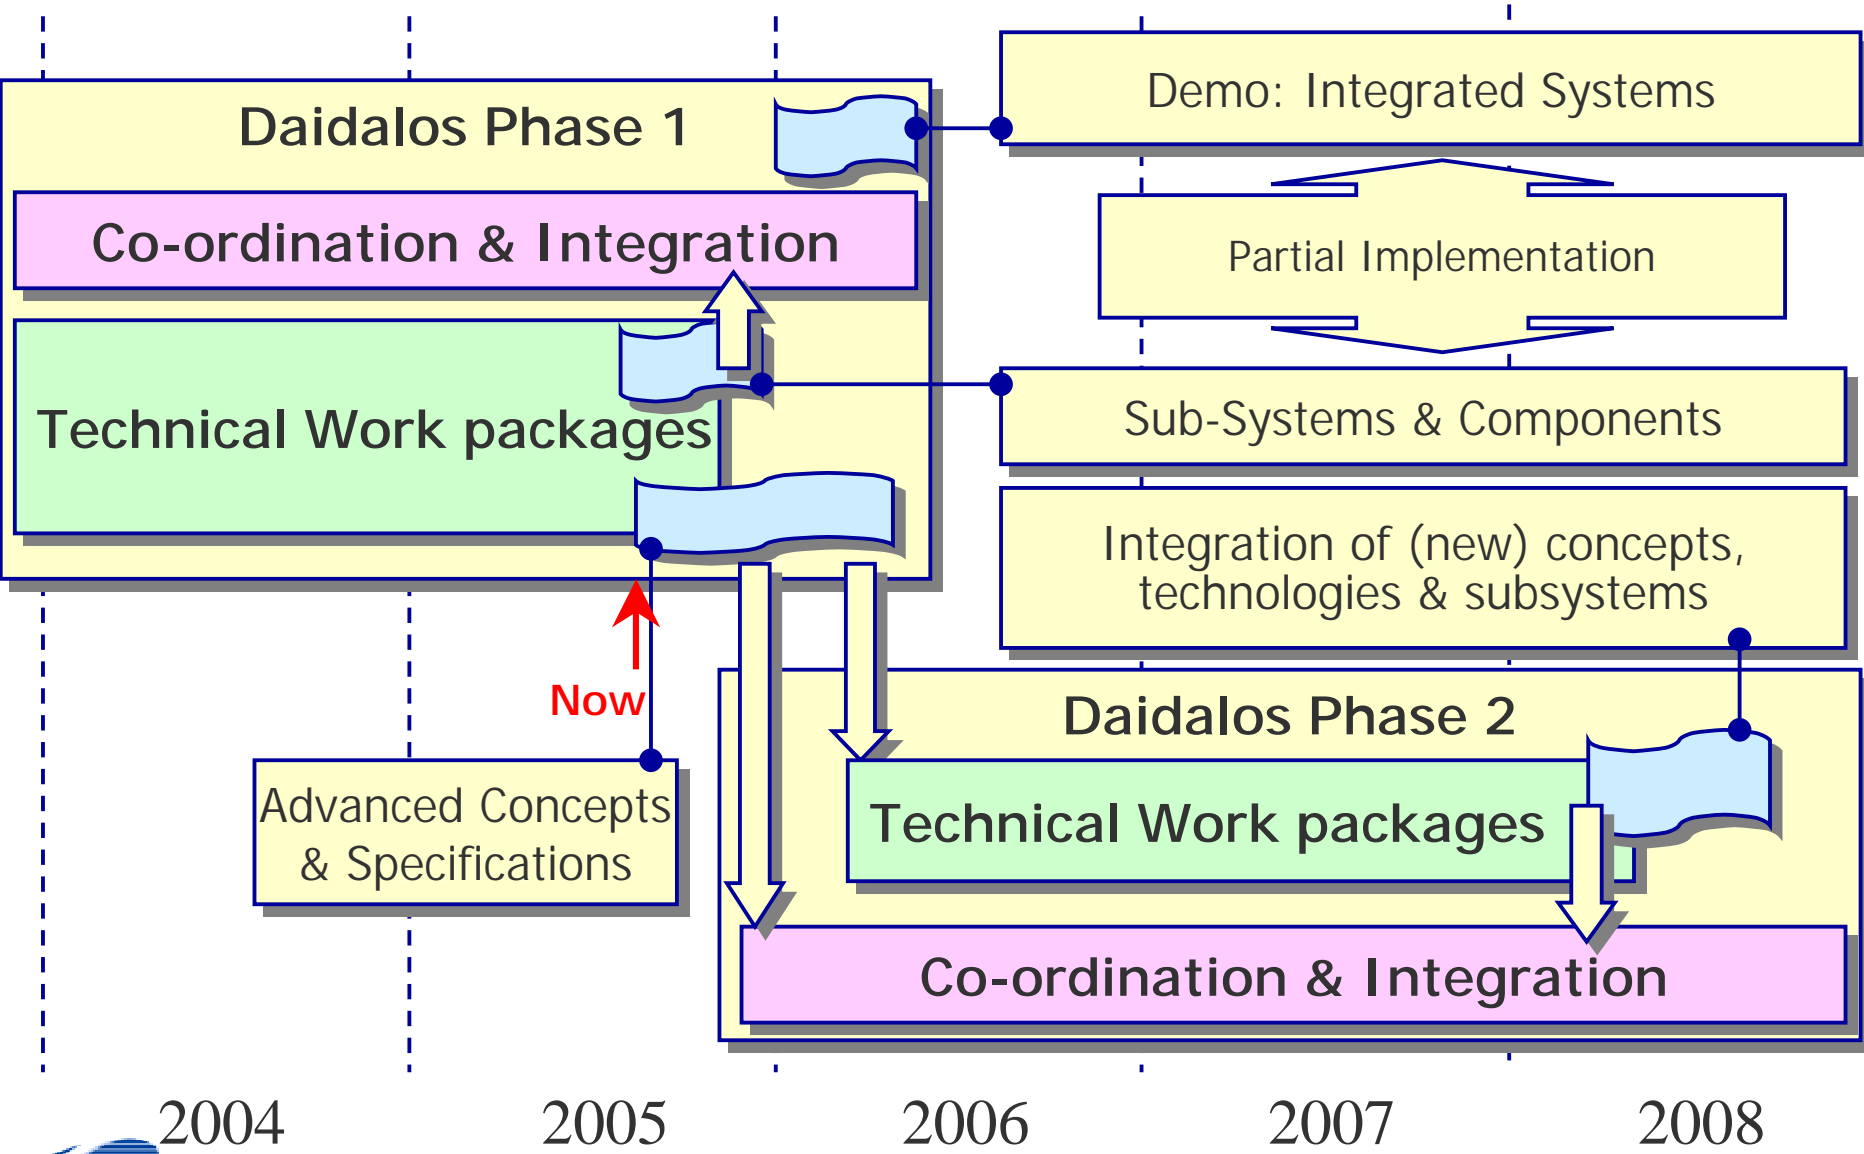 Demo: Integrated Systems
Daidalos Phase 1
Co-ordination & Integration
Partial Implementation
Technical Work packages
Sub-Systems & Components
Integration of (new) concepts,
technologies & subsystems
Now
Daidalos Phase 2
Advanced Concepts
& Specifications
Technical Work packages
Co-ordination & Integration
2004 2005 2006 2007 2008